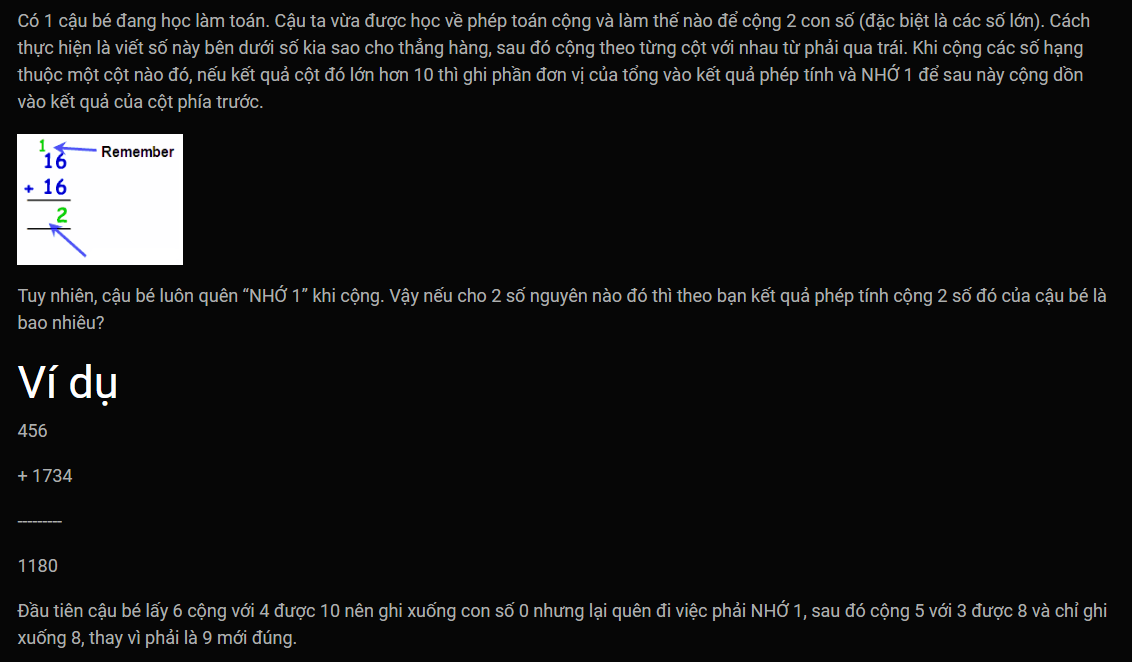 Có 1 cậu bé đang học làm toán. Cậu ta vừa được học về phép toán cộng và làm thế nào để cộng 2 con số (đặc biệt là các số lớn). Cách
thực hiện là viết số này bên dưới số kia sao cho thẳng hàng, sau đó cộng theo từng cột với nhau từ phải qua trái. Khi cộng các số hạng
thuộc một cột nào đó, nếu kết quả cột đó lớn hơn 10 thì ghi phần đơn vị của tổng vào kết quả phép tính và NHỚ 1 để sau này cộng dồn
vào kết quả của cột phía trước.
1
Remember
16
+ 16
2
Tuy nhiên, cậu bé luôn quên “NHỚ 1” khi cộng. Vậy nếu cho 2 số nguyên nào đó thì theo bạn kết quả phép tính cộng 2 số đó của cậu bé là
bao nhiêu?
Ví dụ
456
+ 1734
---------
1180
Đầu tiên cậu bé lấy 6 cộng với 4 được 10 nên ghi xuống con số 0 nhưng lại quên đi việc phải NHỚ 1, sau đó cộng 5 với 3 được 8 và chỉ ghi
xuống 8, thay vì phải là 9 mới đúng.